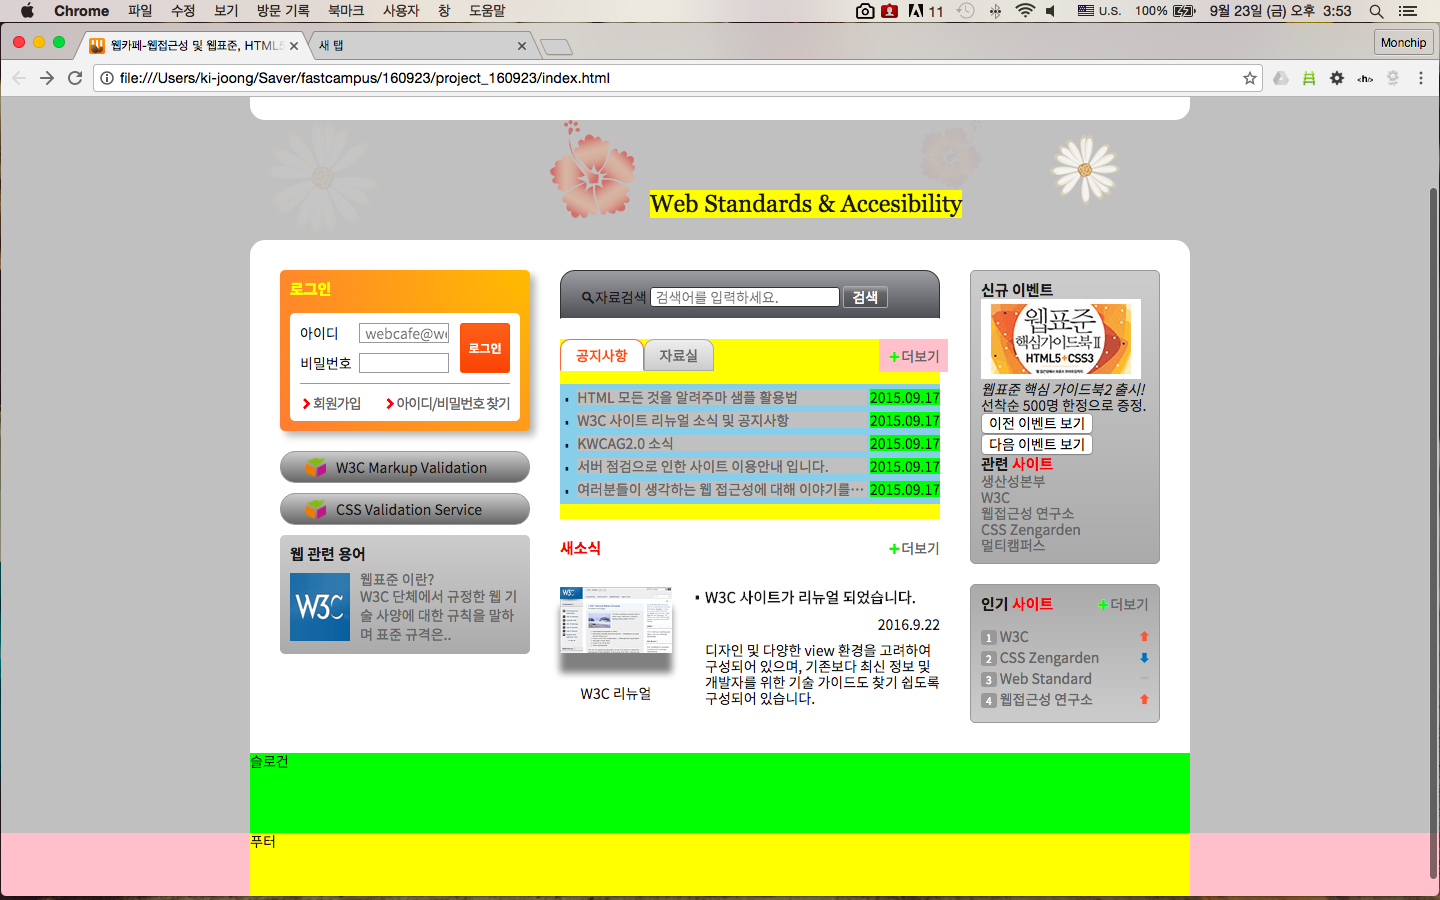 Chrome 파일 수정 보기 방문 기록 북마크 사용자 창 도움말 11 U.S. 100% 9월 23일 (금) 오후 3:53
웹카페-웹접근성 및 웹표준, HTML5 새 탭 Monchip
file:///Users/ki-joong/Saver/fastcampus/160923/project_160923/index.html
Web Standards & Accesibility
로그인
아이디 webcafe@we
비밀번호
로그인
회원가입 아이디/비밀번호 찾기
W3C Markup Validation
CSS Validation Service
웹 관련 용어
W3C
웹표준 이란?
W3C 단체에서 규정한 웹 기
술 사양에 대한 규칙을 말하
며 표준 규격은..
자료검색 검색어를 입력하세요. 검색
공지사항 자료실 +더보기
HTML 모든 것을 알려주마 샘플 활용법 2015.09.17
W3C 사이트 리뉴얼 소식 및 공지사항 2015.09.17
KWCAG2.0 소식 2015.09.17
서버 점검으로 인한 사이트 이용안내 입니다. 2015.09.17
여러분들이 생각하는 웹 접근성에 대해 이야기를… 2015.09.17
새소식 +더보기
W3C 리뉴얼
W3C 사이트가 리뉴얼 되었습니다.
2016.9.22
디자인 및 다양한 view 환경을 고려하여
구성되어 있으며, 기존보다 최신 정보 및
개발자를 위한 기술 가이드도 찾기 쉽도록
구성되어 있습니다.
신규 이벤트
웹표준
핵심가이드북 II
HTML5+CSS3
웹표준 핵심 가이드북2 출시!
선착순 500명 한정으로 증정.
이전 이벤트 보기
다음 이벤트 보기
관련 사이트
생산성본부
W3C
웹접근성 연구소
CSS Zengarden
멀티캠퍼스
인기 사이트 +더보기
1 W3C
2 CSS Zengarden
3 Web Standard
4 웹접근성 연구소
슬로건
푸터